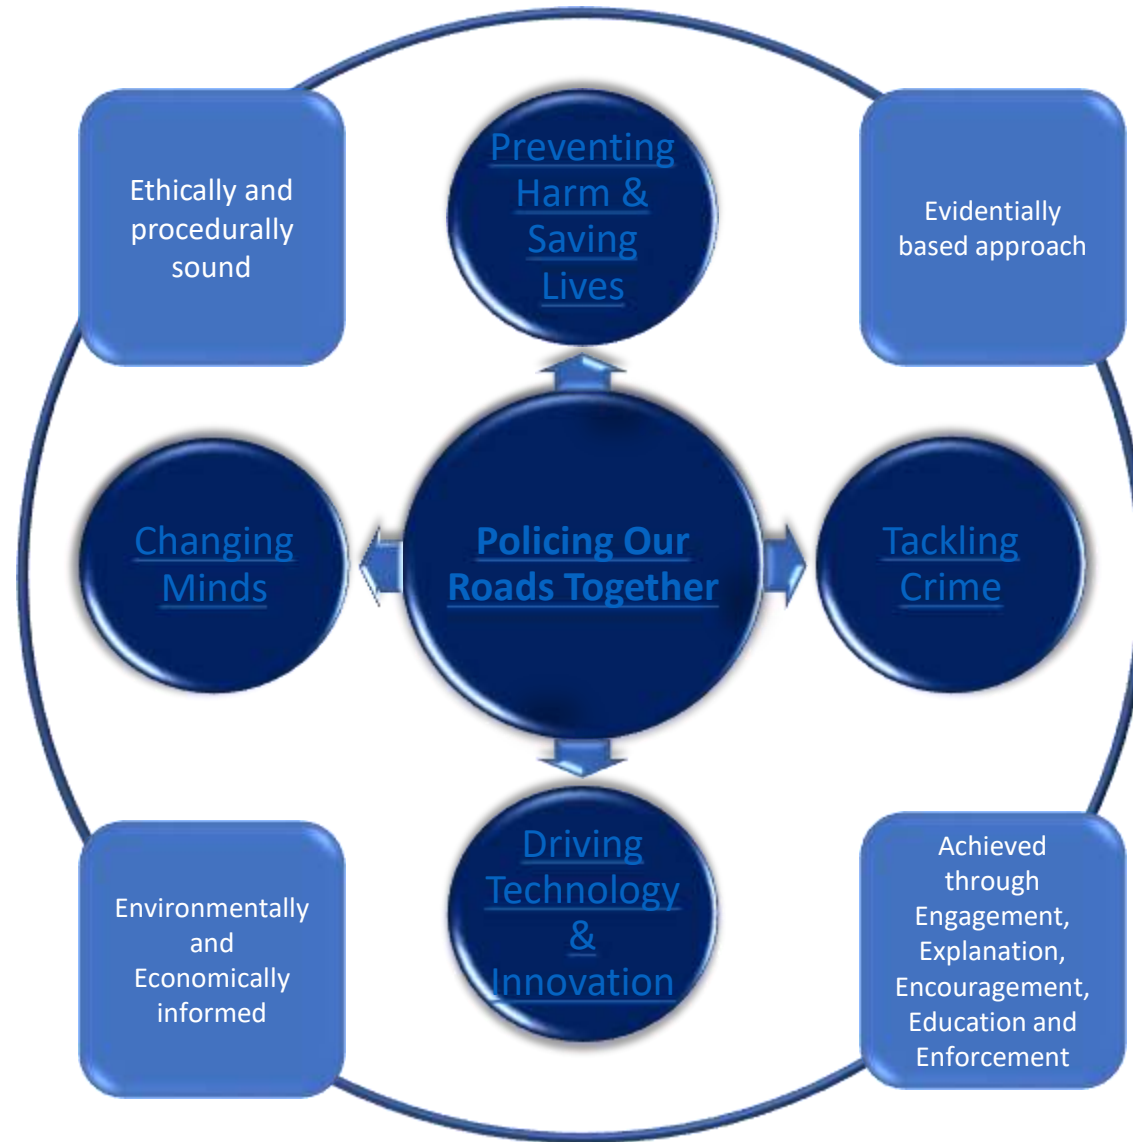 Ethically and
procedurally
sound
Preventing
Harm &
Saving
Lives
Evidentially
based approach
Changing
Minds
Policing Our
Roads Together
Tackling
Crime
Environmentally
and
Economically
informed
Driving
Technology
&
Innovation
Achieved
through
Engagement,
Explanation,
Encouragement,
Education and
Enforcement